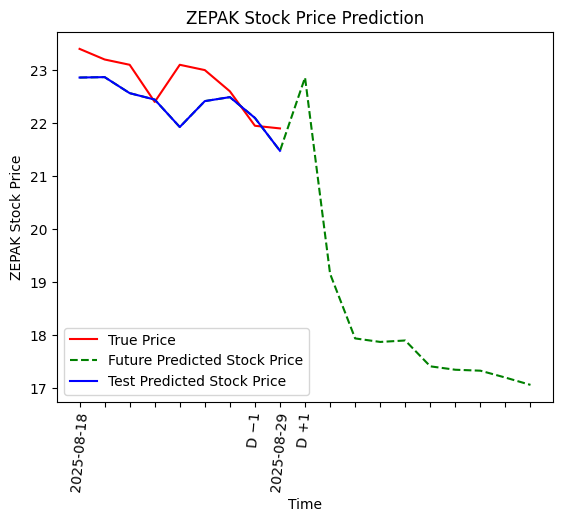 ZEPAK Stock Price Prediction
ZEPAK Stock Price
23
22
21
20
19
18
17
True Price
Future Predicted Stock Price
Test Predicted Stock Price
2025-08-18
D −1
2025-08-29
D +1
Time